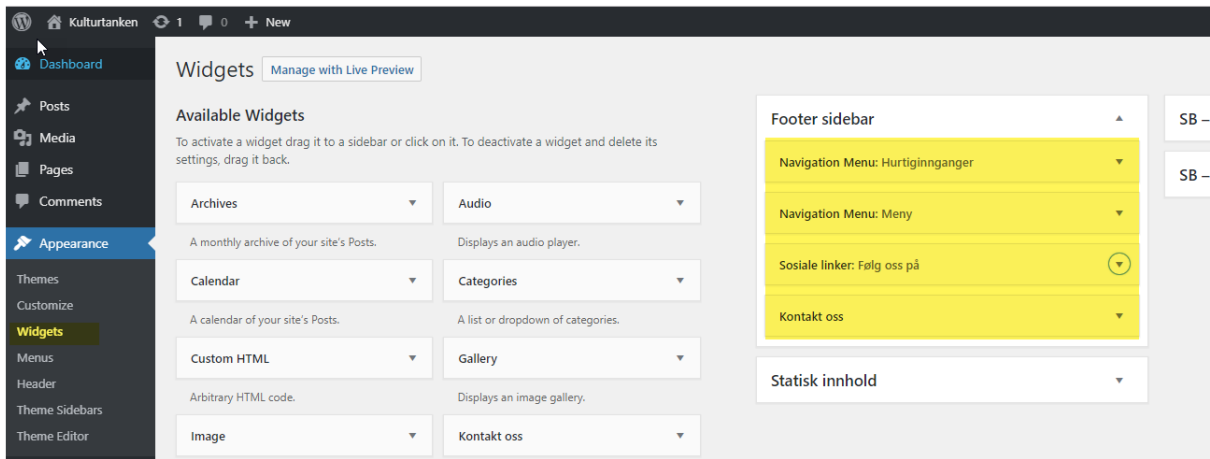 Kulturtanken 1 0 + New
Dashboard
Posts
Media
Pages
Comments
Appearance
Themes
Customize
Widgets
Menus
Header
Theme Sidebars
Theme Editor
Widgets Manage with Live Preview
Available Widgets
To activate a widget drag it to a sidebar or click on it. To deactivate a widget and delete its
settings, drag it back.
Archives Audio
A monthly archive of your site's Posts. Displays an audio player.
Calendar Categories
A calendar of your site's Posts. A list or dropdown of categories.
Custom HTML Gallery
Arbitrary HTML code. Displays an image gallery.
Image Kontakt oss
Footer sidebar
Navigation Menu: Hurtiginnganger
Navigation Menu: Meny
Sosiale linker: Følg oss på
Kontakt oss
Statisk innhold
SB –
SB –